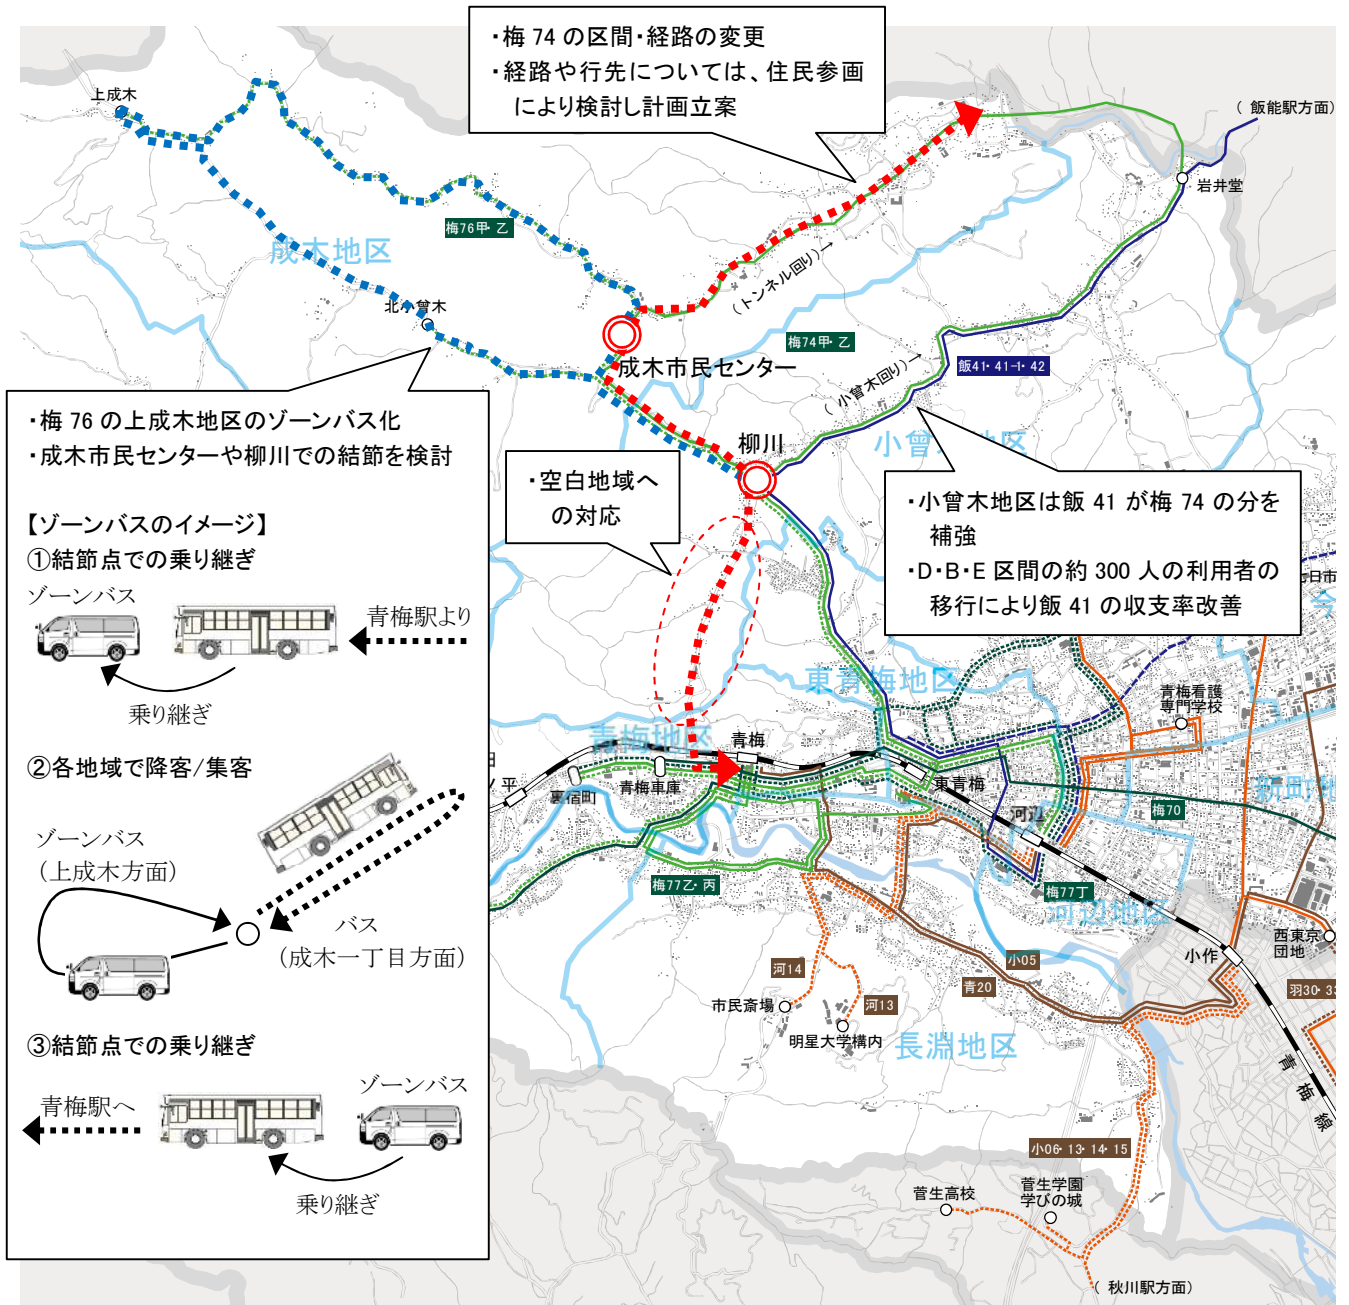 ・梅 74 の区間・経路の変更
・経路や行先については、住民参画
により検討し計画立案
上成木
（ 飯能駅方面）
岩井堂
梅76甲・乙
成木地区
（トンネル回り）→
北小曾木
梅74甲・乙
成木市民センター
飯41・41-1・42
（ 小曾木回り）→
柳川
・梅 76 の上成木地区のゾーンバス化
・成木市民センターや柳川での結節を検討
・空白地域へ
の対応
・小曾木地区は飯 41 が梅 74 の分を
補強
・D・B・E 区間の約 300 人の利用者の
移行により飯 41 の収支率改善
【ゾーンバスのイメージ】
①結節点での乗り継ぎ
ゾーンバス
青梅駅より
乗り継ぎ
東青梅地区
青梅看護
専門学校
青梅地区
青梅
②各地域で降客/集客
裏宿町
青梅車庫
東青梅
河辺
梅70
ゾーンバス
（上成木方面）
梅77乙・丙
梅77丁
河辺地区
バス
（成木一丁目方面）
小作
西東京
団地
河14
小05
青20
羽30・33
市民斎場
河13
明星大学構内
長淵地区
③結節点での乗り継ぎ
ゾーンバス
青梅駅へ
青梅線
乗り継ぎ
小06・13・14・15
菅生高校
菅生学園
学びの城
（ 秋川駅方面）